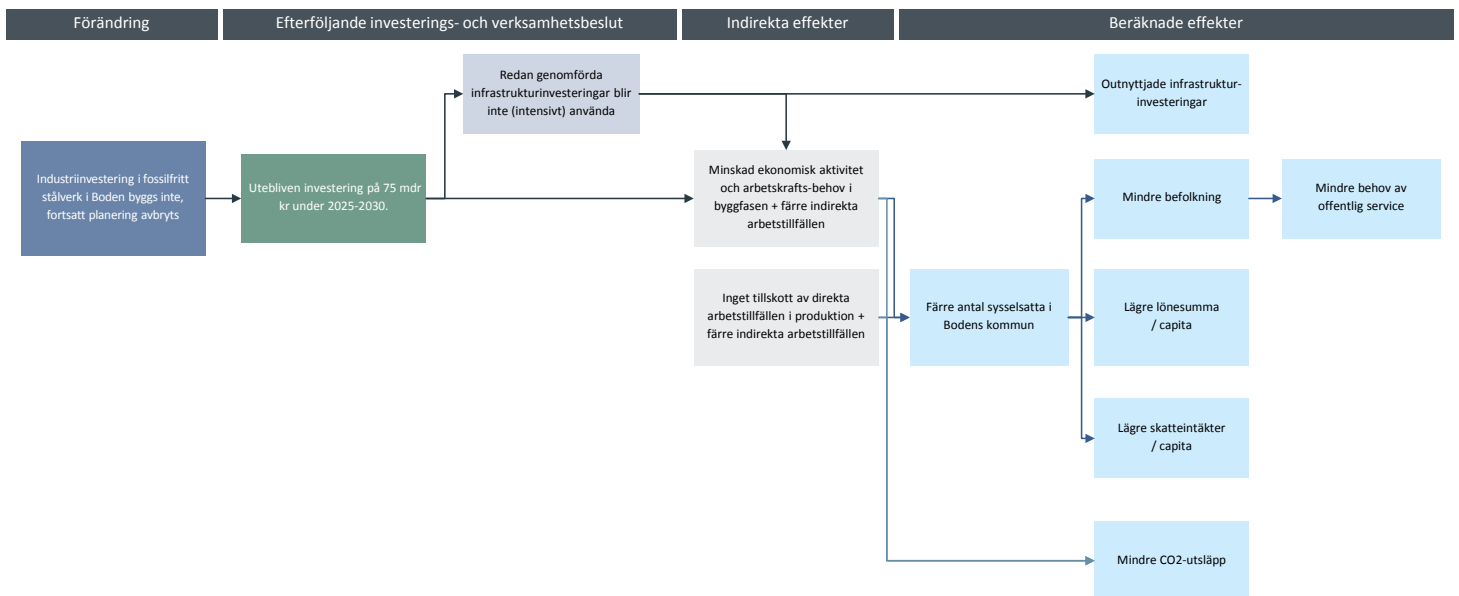 Förändring
Efterföljande investerings- och verksamhetsbeslut
Indirekta effekter
Beräknade effekter
Redan genomförda
infrastrukturinvesteringar blir
inte (intensivt) använda
Outnyttjade infrastruktur-
investeringar
Industriinvestering i fossilfritt
stålverk i Boden byggs inte,
fortsatt planering avbryts
Utebliven investering på 75 mdr
kr under 2025-2030.
Minskad ekonomisk aktivitet
och arbetskrafts-behov i
byggfasen + färre indirekta
arbetstillfällen
Mindre befolkning
Mindre behov av
offentlig service
Inget tillskott av direkta
arbetstillfällen i produktion +
färre indirekta arbetstillfällen
Färre antal sysselsatta i
Bodens kommun
Lägre lönesumma
/ capita
Lägre skatteintäkter
/ capita
Mindre CO2-utsläpp